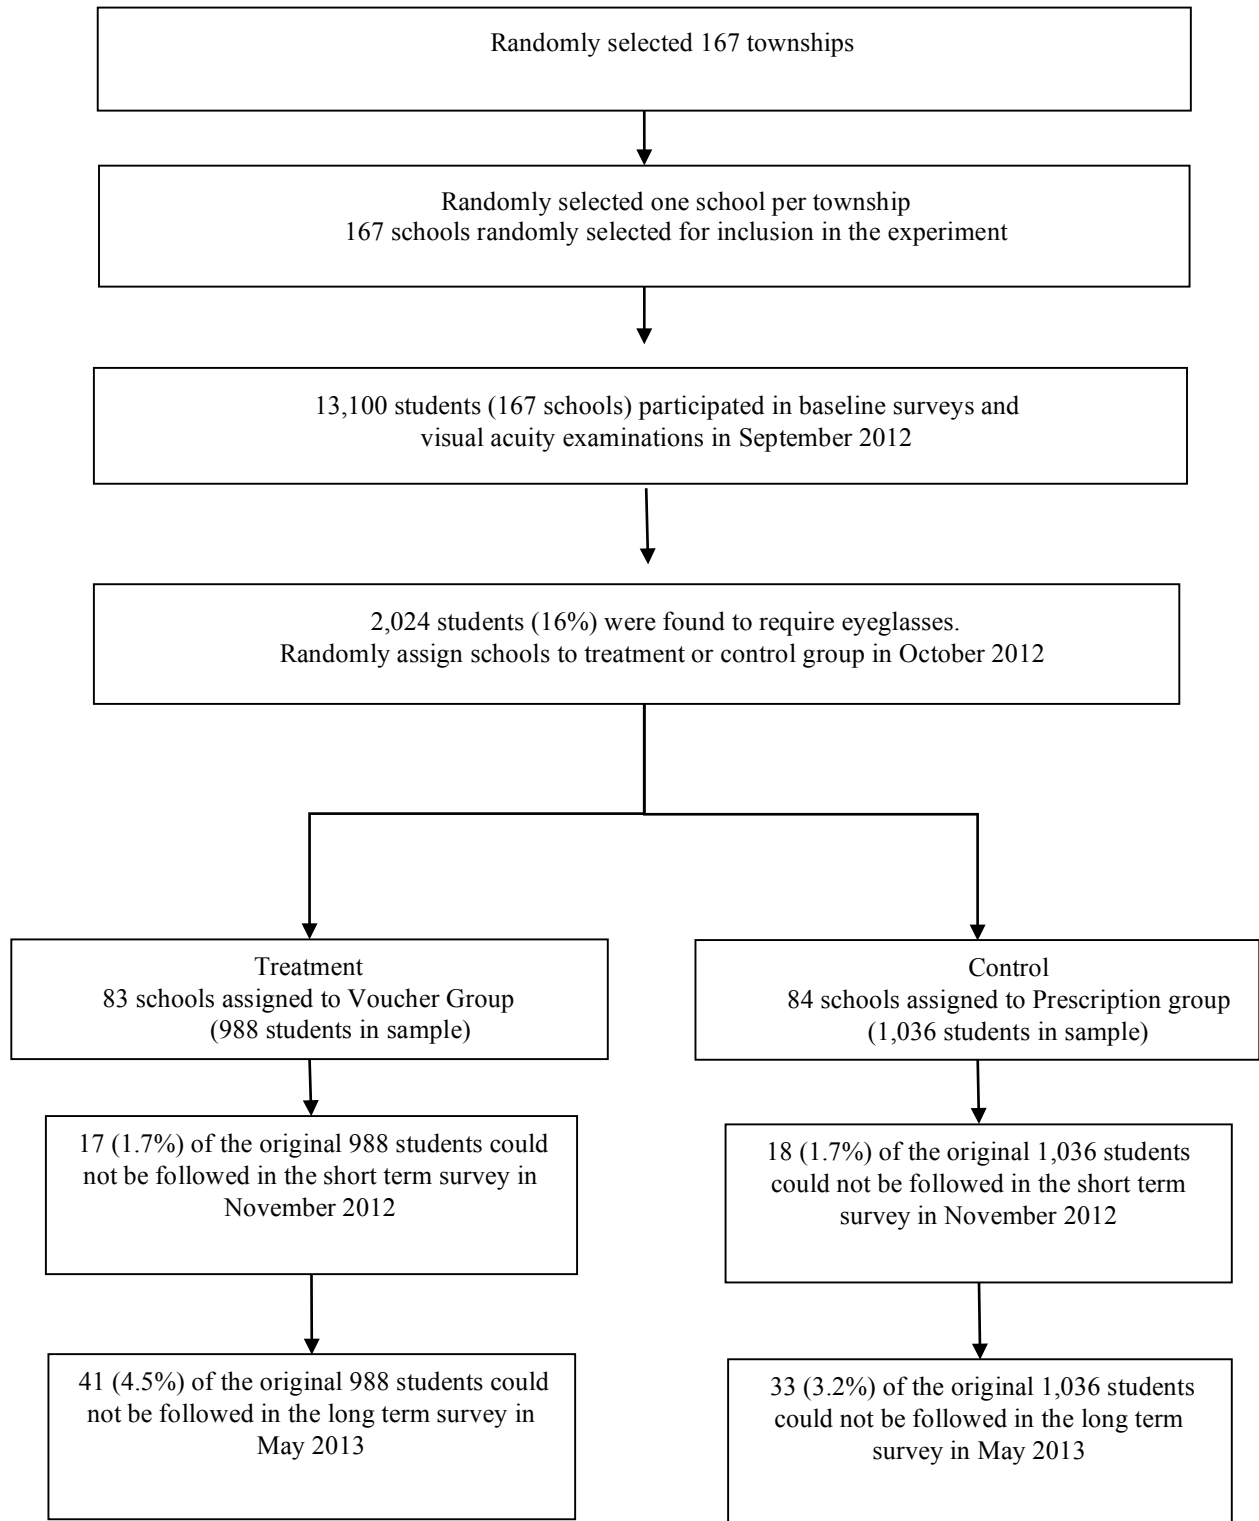 Randomly selected 167 townships
Randomly selected one school per township
167 schools randomly selected for inclusion in the experiment
13,100 students (167 schools) participated in baseline surveys and
visual acuity examinations in September 2012
2,024 students (16%) were found to require eyeglasses.
Randomly assign schools to treatment or control group in October 2012
Treatment
83 schools assigned to Voucher Group
(988 students in sample)
Control
84 schools assigned to Prescription group
(1,036 students in sample)
17 (1.7%) of the original 988 students could
not be followed in the short term survey in
November 2012
18 (1.7%) of the original 1,036 students
could not be followed in the short term
survey in November 2012
41 (4.5%) of the original 988 students could
not be followed in the long term survey in
May 2013
33 (3.2%) of the original 1,036 students
could not be followed in the long term
survey in May 2013